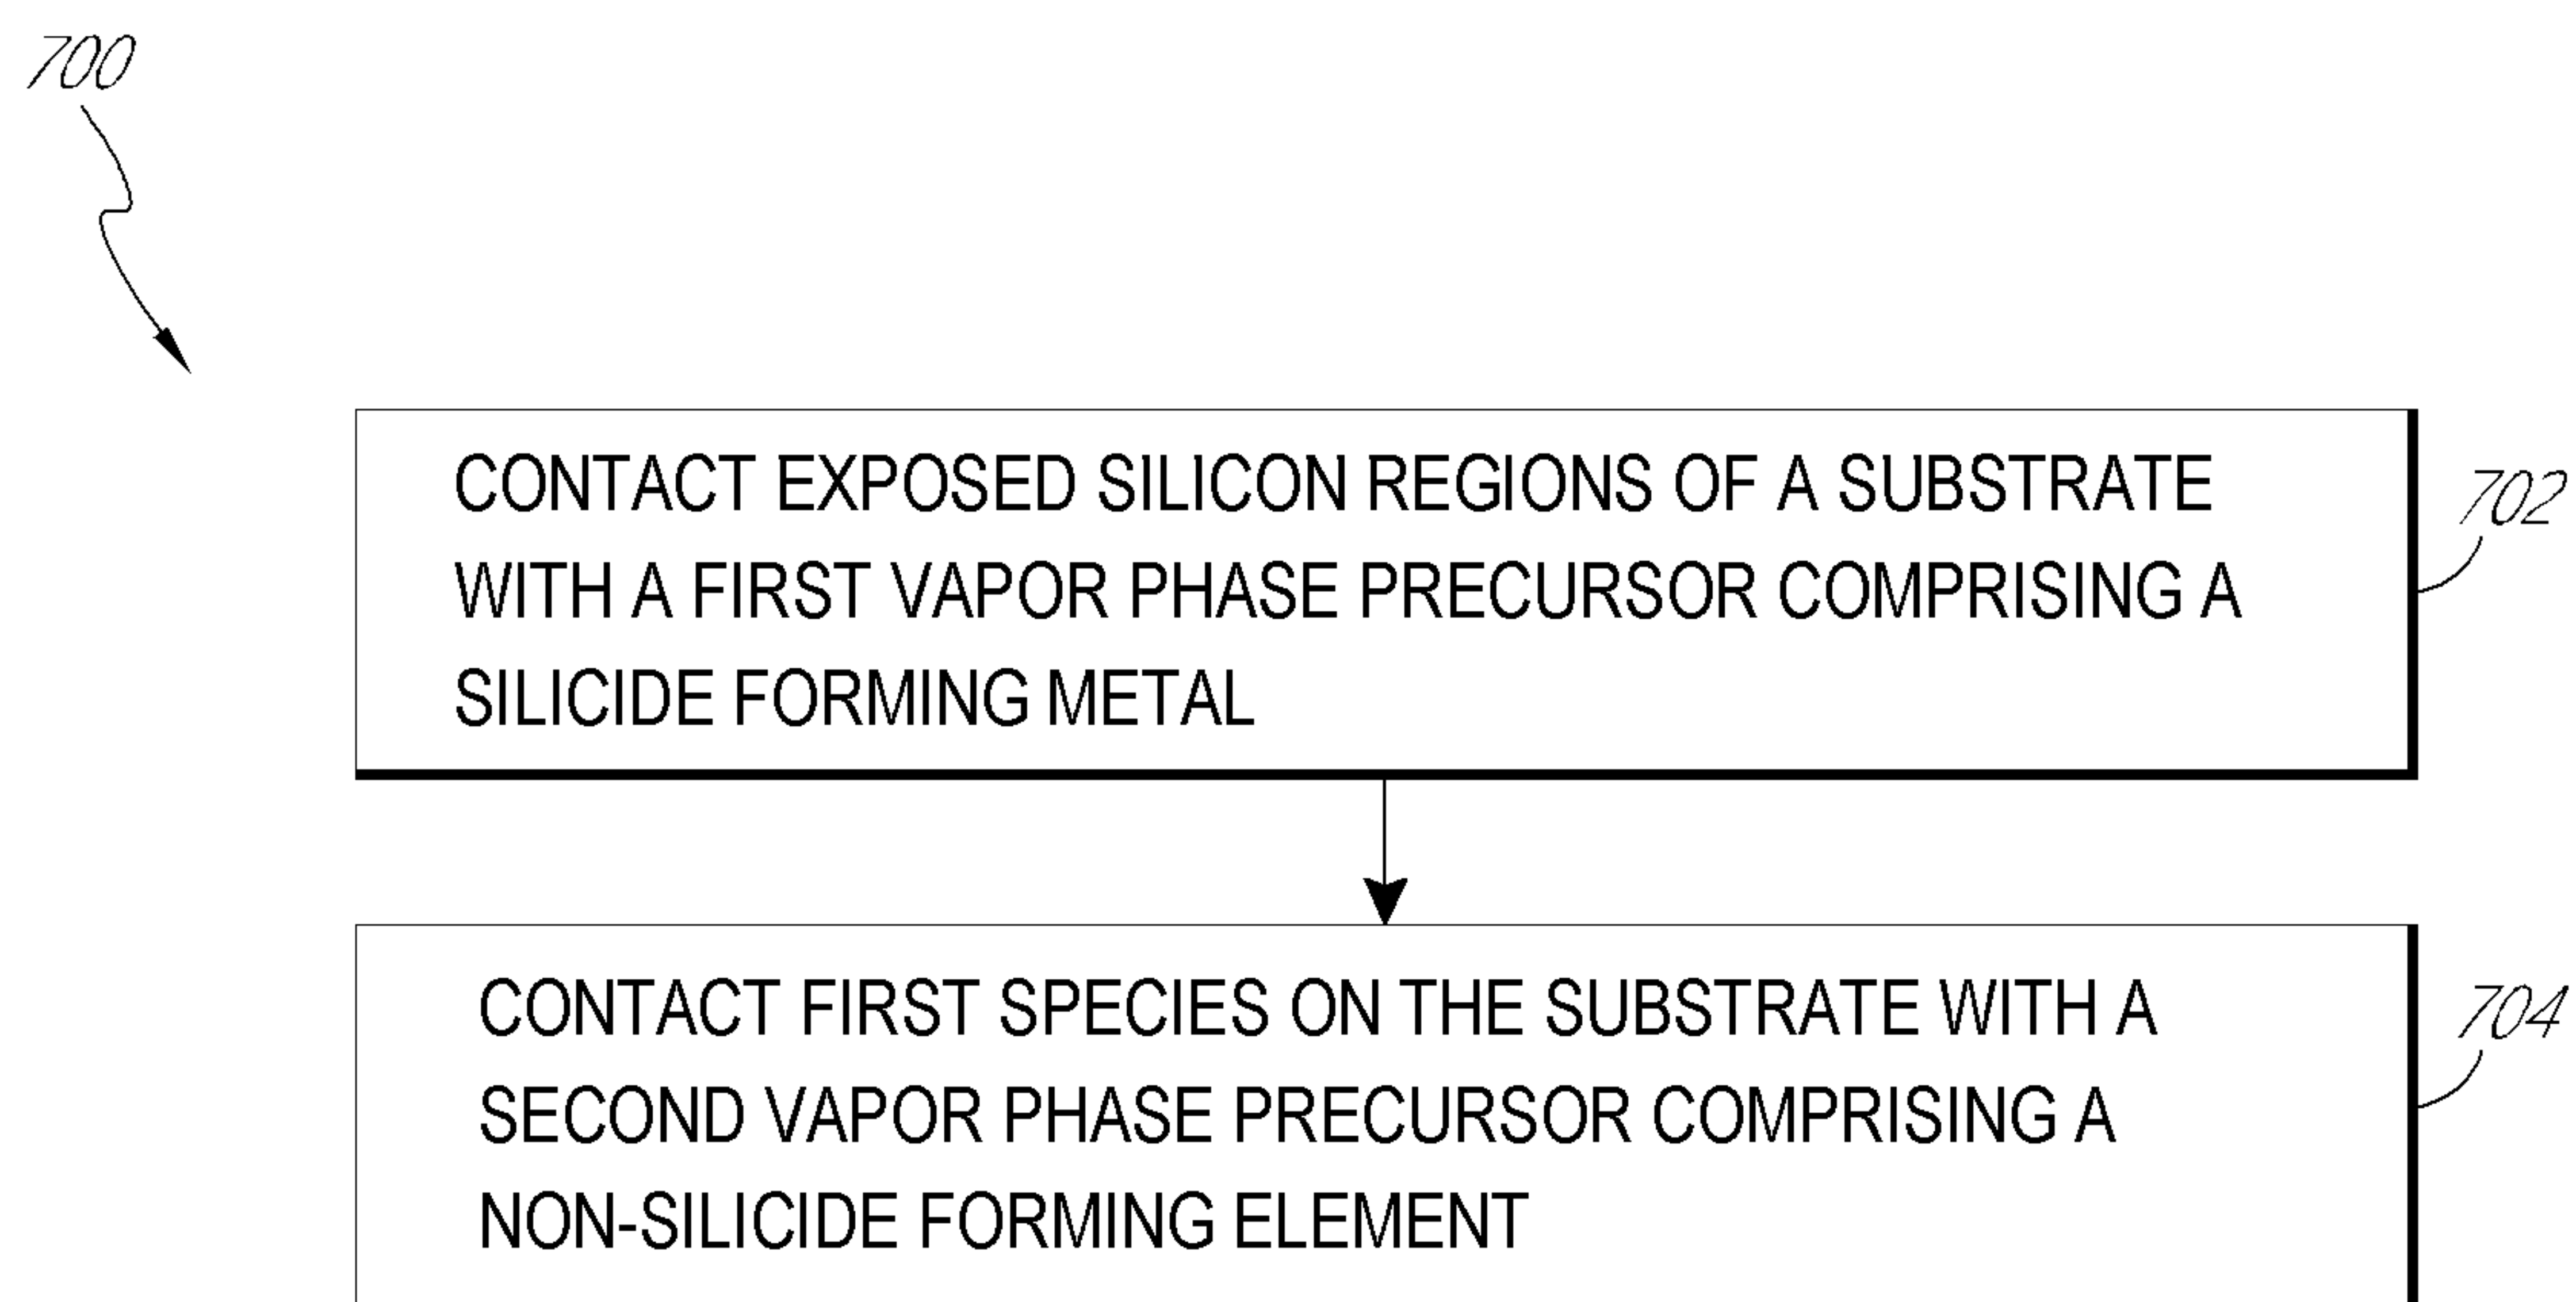 700
CONTACT EXPOSED SILICON REGIONS OF A SUBSTRATE
WITH A FIRST VAPOR PHASE PRECURSOR COMPRISING A
SILICIDE FORMING METAL
702
CONTACT FIRST SPECIES ON THE SUBSTRATE WITH A
SECOND VAPOR PHASE PRECURSOR COMPRISING A
NON-SILICIDE FORMING ELEMENT
704